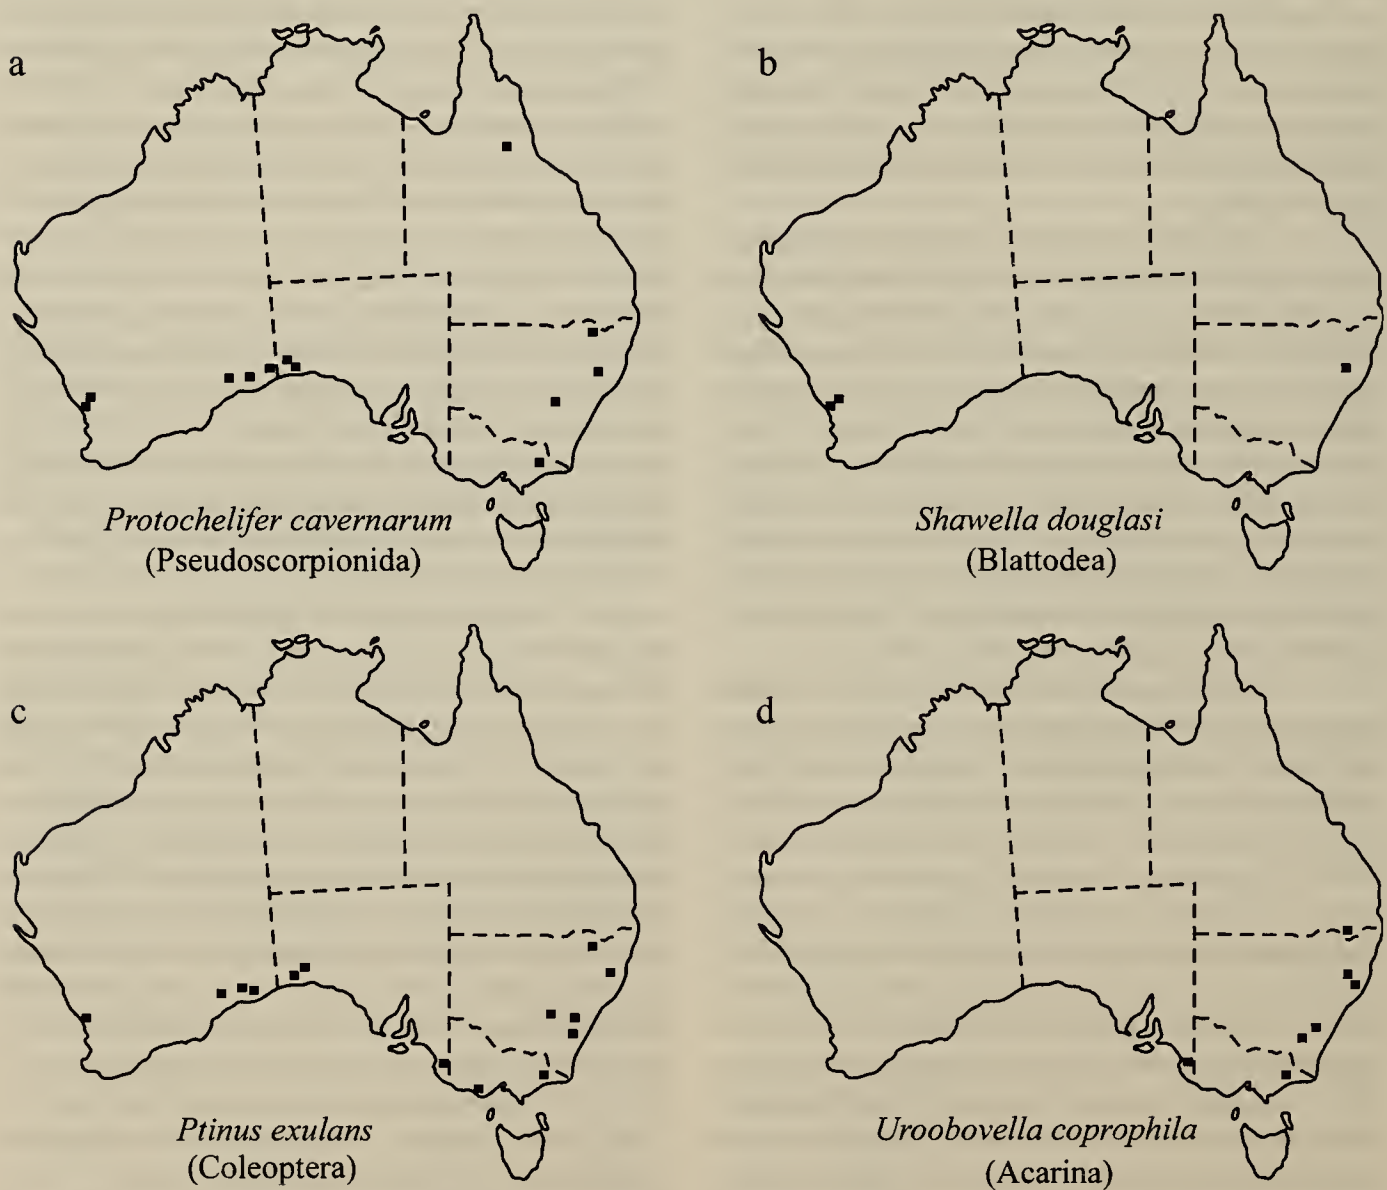 a
b
Protochelifer cavernarum
(Pseudoscorpionida)
Shawella douglasi
(Blattodea)
c
d
Ptinus exulans
(Coleoptera)
Uroobovella coprophila
(Acarina)